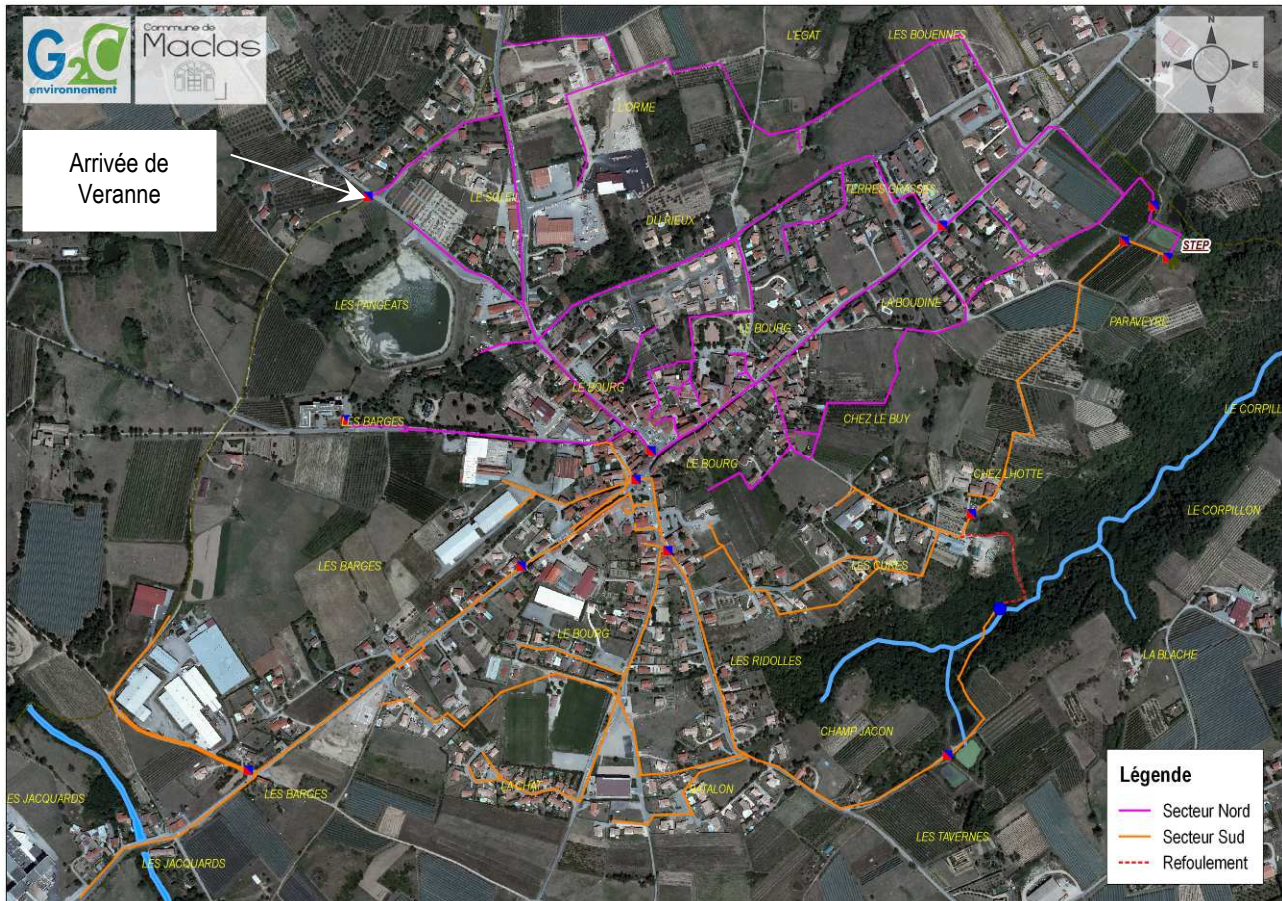 G2C
environnement
Commune de
Maclas
N
W
E
S
Arrivée de
Veranne
L'EGAT
LES BOUENNES
L'ORME
LE SOLEIL
TERRES GRASSES
DU RIEUX
STEP
LES PANGEATS
LA BOUDINE
PARAVEYRE
LE BOURG
LE BOURG
LES BARGES
CHEZ LE BUY
LE CORPILL
LE BOURG
CHEZ LHOTTE
LE CORPILLON
LES BARGES
LES CURES
LE BOURG
LES RIDOLLES
LA BLACHE
CHAMP JACON
LA CHAT
LES BARGES
LES JACQUARDS
LES TAVERNES
LES JACQUARDS
Légende
Secteur Nord
Secteur Sud
Refoulement